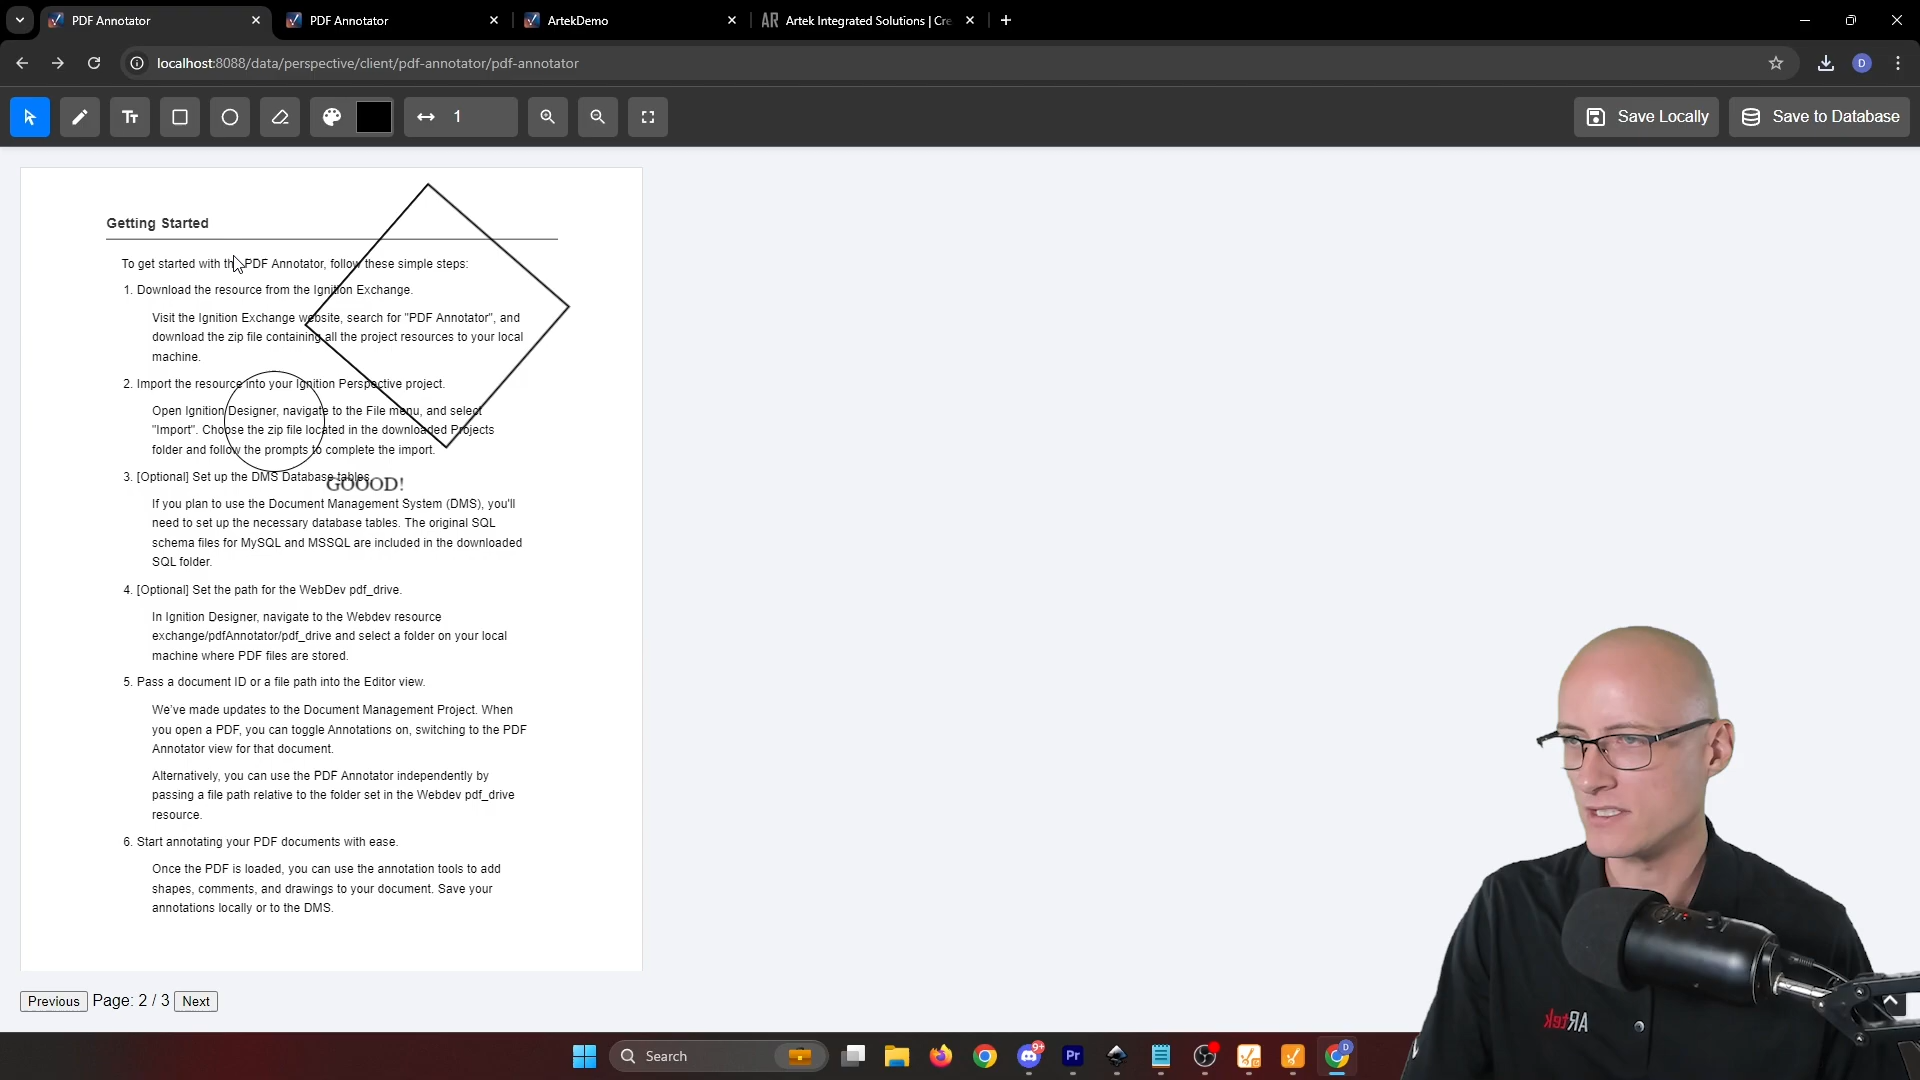 PDF Annotator
PDF Annotator
ArtekDemo
AR Artek Integrated Solutions | Cre
localhost:8088/data/perspective/client/pdf-annotator/pdf-annotator
D
Tт
1
Save Locally
Save to Database
Getting Started
To get started with the PDF Annotator, follow these simple steps:
1. Download the resource from the Ignition Exchange.
Visit the Ignition Exchange website, search for "PDF Annotator", and
download the zip file containing all the project resources to your local
machine.
2. Import the resource into your Ignition Perspective project.
Open Ignition Designer, navigate to the File menu, and select
"Import". Choose the zip file located in the downloaded Projects
folder and follow the prompts to complete the import.
3. [Optional] Set up the DMS Database tables.
GOOOD!
If you plan to use the Document Management System (DMS), you'll
need to set up the necessary database tables. The original SQL
schema files for MySQL and MSSQL are included in the downloaded
SQL folder.
4. [Optional] Set the path for the WebDev pdf_drive.
In Ignition Designer, navigate to the Webdev resource
exchange/pdfAnnotator/pdf_drive and select a folder on your local
machine where PDF files are stored.
5. Pass a document ID or a file path into the Editor view.
We've made updates to the Document Management Project. When
you open a PDF, you can toggle Annotations on, switching to the PDF
Annotator view for that document.
Alternatively, you can use the PDF Annotator independently by
passing a file path relative to the folder set in the Webdev pdf_drive
resource.
6. Start annotating your PDF documents with ease.
Once the PDF is loaded, you can use the annotation tools to add
shapes, comments, and drawings to your document. Save your
annotations locally or to the DMS.
Previous Page: 2 / 3 Next
ARtek
Search
9+
Pr
D